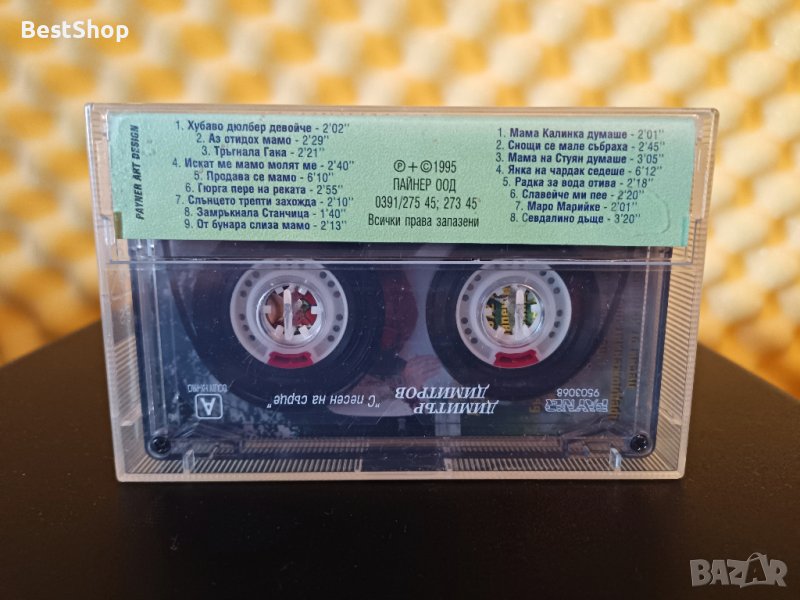 BestShop
PAYNER ART DESIGN
1. Хубаво дюлбер девойче - 2'02"
2. Аз отидох мамо - 2'29"
3. Тръгнала Гана - 2'21"
4. Искат ме мамо молят ме - 2'40"
5. Продава се мамо - 6'10"
6. Гюрга пере на реката - 2'55"
7. Слънцето трепти захожда - 2'10"
8. Замръкнала Станчица - 1'40"
9. От бунара слиза мамо - 2'13"
℗ + © 1995
ПАЙНЕР ООД
0391/275 45; 273 45
Всички права запазени
1. Мама Калинка думаше - 2'01"
2. Снощи се мале събраха - 2'45"
3. Мама на Стуян думаше - 3'05"
4. Янка на чардак седеше - 6'12"
5. Радка за вода отива - 2'18"
6. Славейче ми пее - 2'20"
7. Маро Марийке - 2'01"
8. Севдалино дъще - 3'20"
A
ДИМИТЪР
ДИМИТРОВ
"С песен на сърце"
9503068
BAZAR